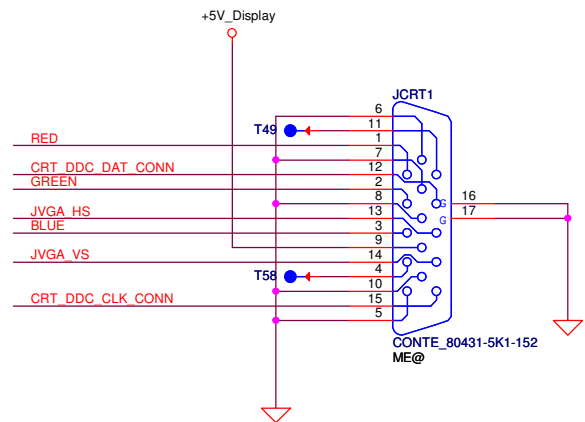 +5V_Display
JCRT1
6
T49
11
RED
1
7
CRT_DDC_DAT_CONN
12
GREEN
2
8
G
16
JVGA_HS
13
G
17
BLUE
3
9
JVGA_VS
14
T58
4
10
CRT_DDC_CLK_CONN
15
5
CONTE_80431-5K1-152
ME@